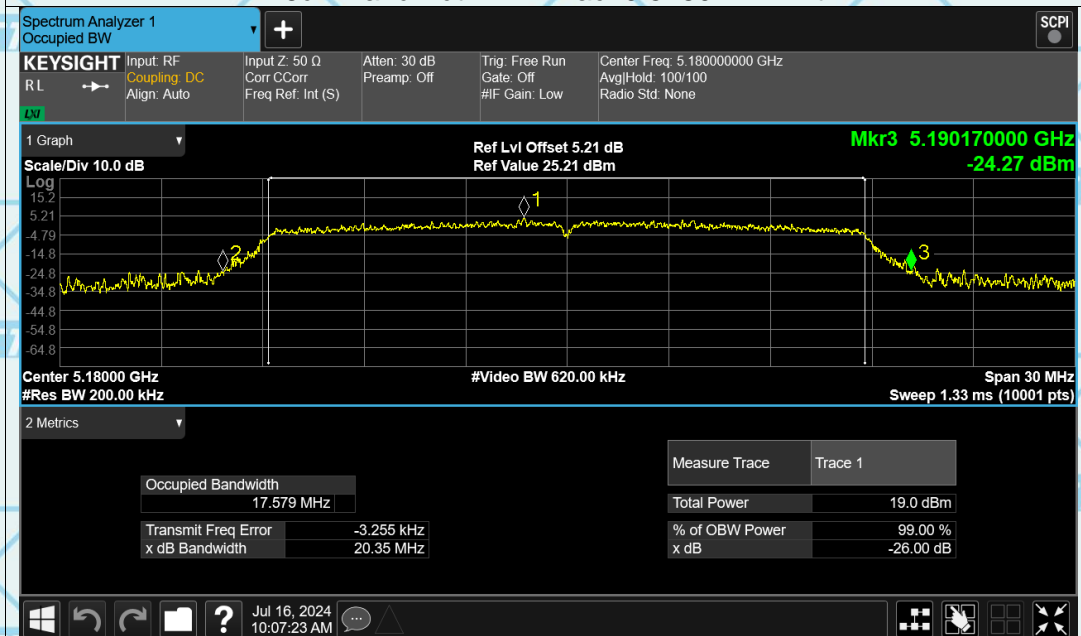 Spectrum Analyzer 1
Occupied BW
+
SCPI
KEYSIGHT
RL
LXI
Input: RF
Coupling: DC
Align: Auto
Input Z: 50 Ω
Corr CCorr
Freq Ref: Int (S)
Atten: 30 dB
Preamp: Off
Trig: Free Run
Gate: Off
#IF Gain: Low
Center Freq: 5.180000000 GHz
Avg|Hold: 100/100
Radio Std: None
1 Graph
Scale/Div 10.0 dB
Ref Lvl Offset 5.21 dB
Ref Value 25.21 dBm
Mkr3 5.190170000 GHz
-24.27 dBm
Log
15.2
5.21
-4.79
-14.8
-24.8
-34.8
-44.8
-54.8
-64.8
1
2
3
Center 5.18000 GHz
#Video BW 620.00 kHz
Span 30 MHz
#Res BW 200.00 kHz
Sweep 1.33 ms (10001 pts)
2 Metrics
Measure Trace Trace 1
Occupied Bandwidth
17.579 MHz
Total Power 19.0 dBm
Transmit Freq Error -3.255 kHz
% of OBW Power 99.00 %
x dB Bandwidth 20.35 MHz
x dB -26.00 dB
?
Jul 16, 2024
10:07:23 AM